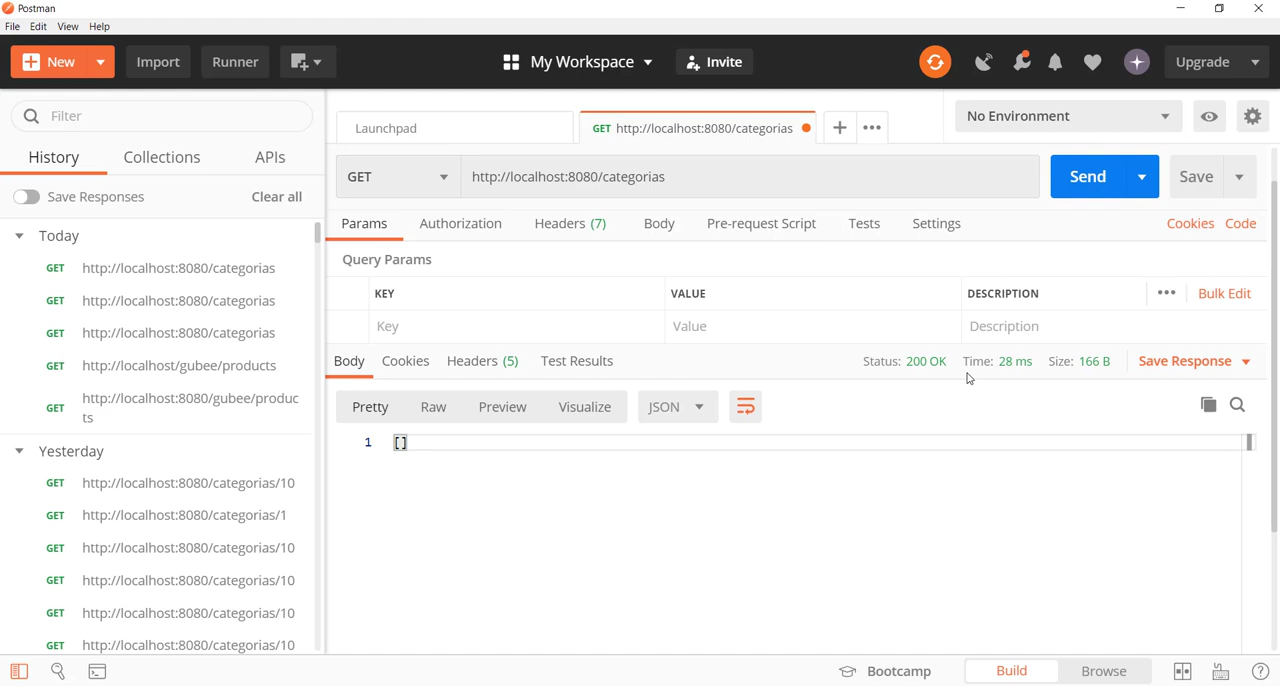 Postman
File Edit View Help
New Import Runner My Workspace Invite Upgrade
Filter
History Collections APIs
Save Responses Clear all
Today
GET http://localhost:8080/categorias
GET http://localhost:8080/categorias
GET http://localhost:8080/categorias
GET http://localhost/gubee/products
GET http://localhost:8080/gubee/produc
ts
Yesterday
GET http://localhost:8080/categorias/10
GET http://localhost:8080/categorias/1
GET http://localhost:8080/categorias/10
GET http://localhost:8080/categorias/10
GET http://localhost:8080/categorias/10
GET http://localhost:8080/categorias/10
Launchpad GET http://localhost:8080/categorias No Environment
GET http://localhost:8080/categorias Send Save
Params Authorization Headers (7) Body Pre-request Script Tests Settings Cookies Code
Query Params
KEY VALUE DESCRIPTION Bulk Edit
Key Value Description
Body Cookies Headers (5) Test Results Status: 200 OK Time: 28 ms Size: 166 B Save Response
Pretty Raw Preview Visualize JSON
1 []
Bootcamp Build Browse